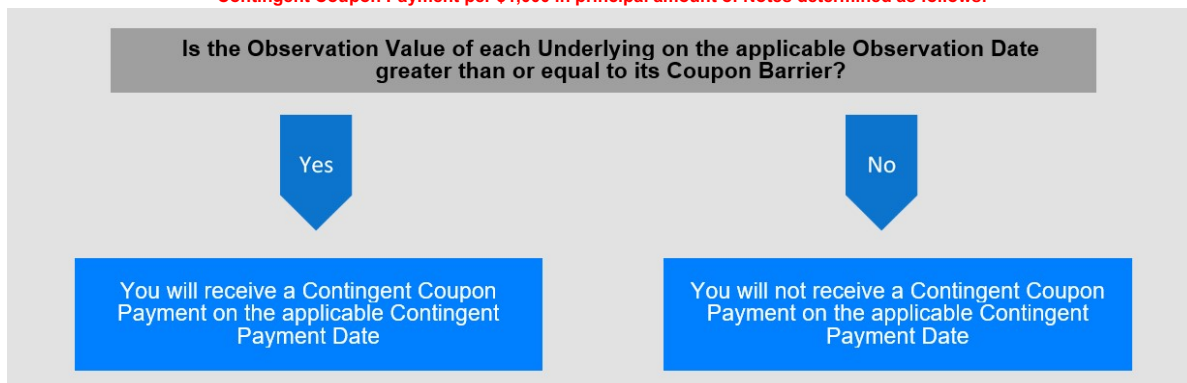 Contingent Coupon Payment per $1,000 in principal amount of Notes determined as follows:
Is the Observation Value of each Underlying on the applicable Observation Date
greater than or equal to its Coupon Barrier?
Yes
No
You will receive a Contingent Coupon
Payment on the applicable Contingent
Payment Date
You will not receive a Contingent Coupon
Payment on the applicable Contingent
Payment Date